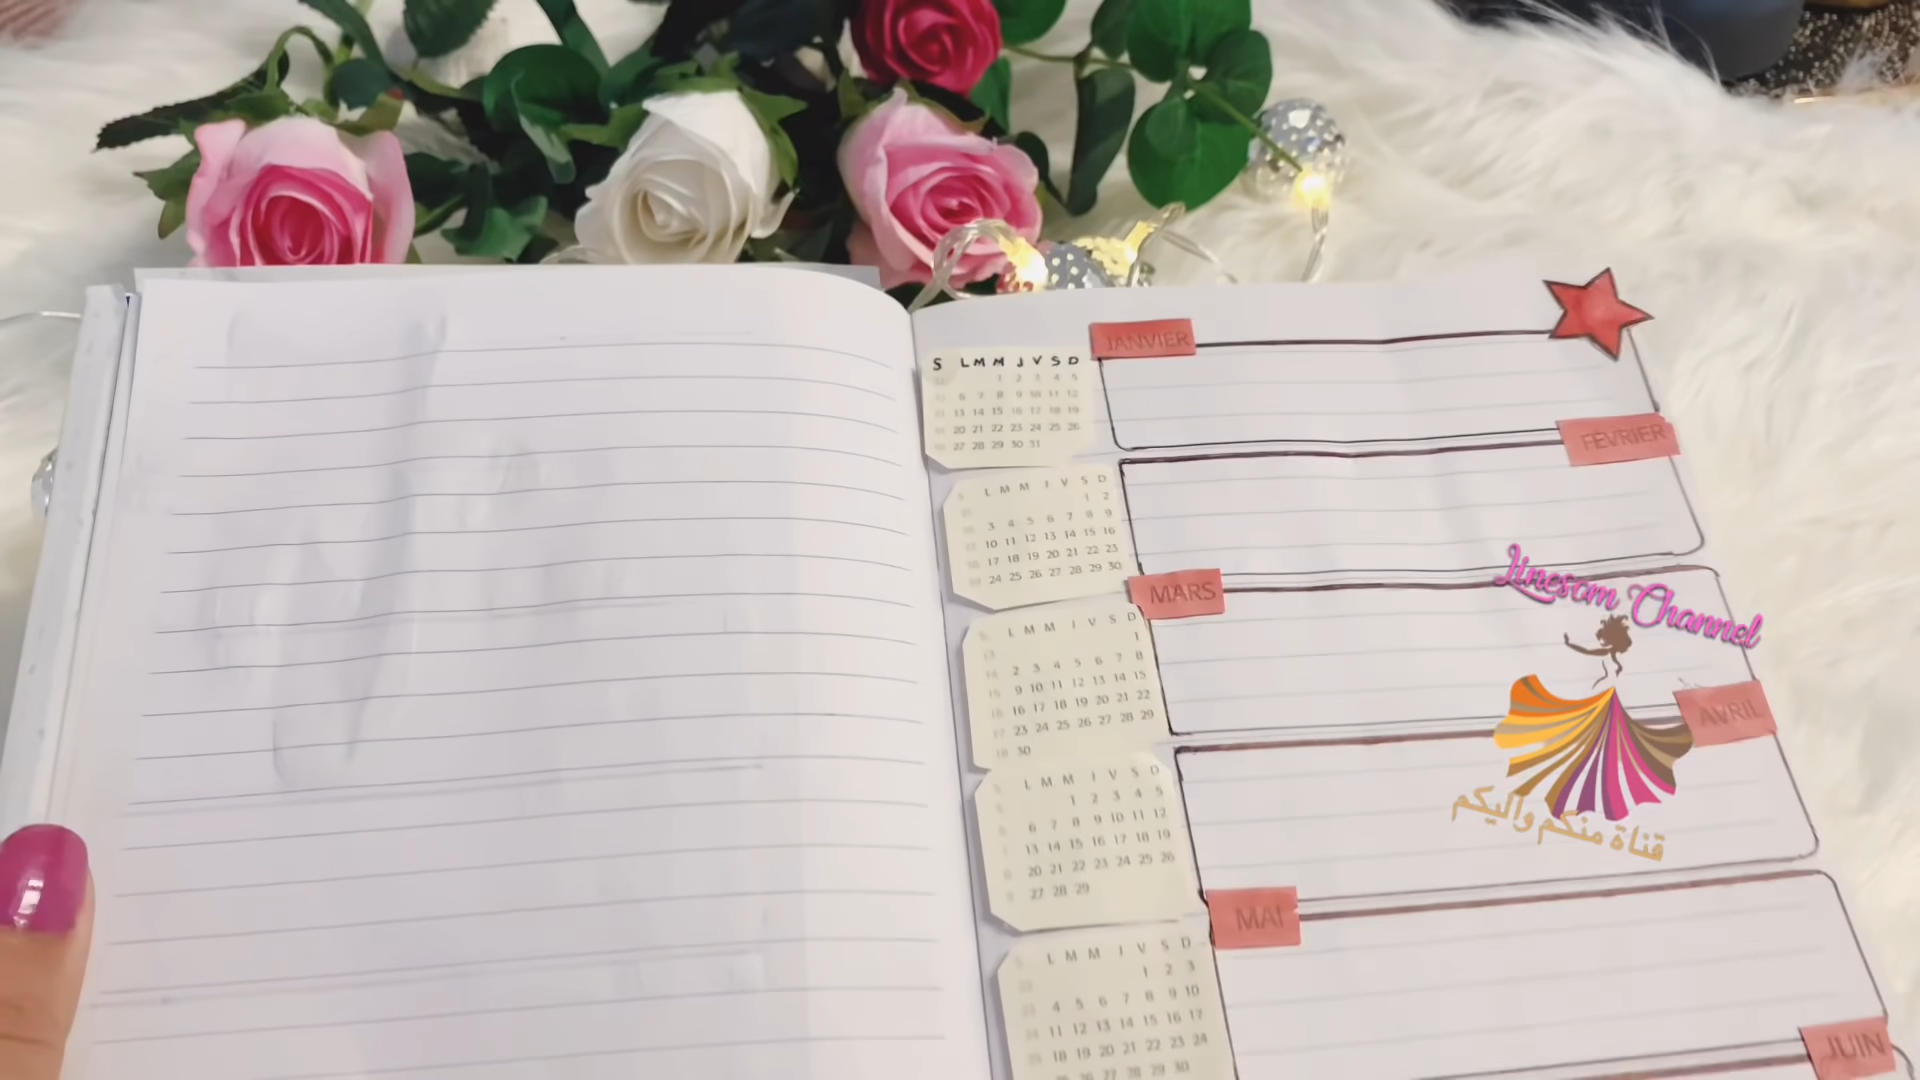 JANVIER
S L M M J V S D
1 2 3 4 5
6 7 8 9 10 11 12
13 14 15 16 17 18 19
20 21 22 23 24 25 26
27 28 29 30 31
FÉVRIER
L M M J V S D
1 2
3 4 5 6 7 8 9
10 11 12 13 14 15 16
17 18 19 20 21 22 23
24 25 26 27 28 29 30
MARS
L M M J V S D
1
2 3 4 5 6 7 8
9 10 11 12 13 14 15
16 17 18 19 20 21 22
23 24 25 26 27 28 29
30
AVRIL
L M M J V S D
1 2 3 4 5
6 7 8 9 10 11 12
13 14 15 16 17 18 19
20 21 22 23 24 25 26
27 28 29
MAI
L M M J V S D
1 2 3
4 5 6 7 8 9 10
11 12 13 14 15 16 17
18 19 20 21 22 23 24
26 27 28 29 30
JUIN
Linesom Channel
قناة منكم واليكم